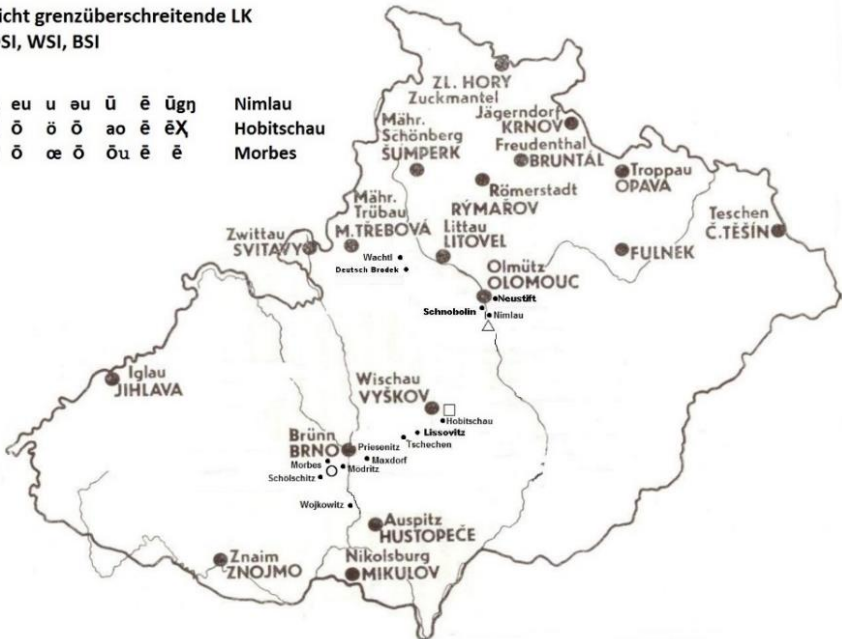 icht grenzüberschreitende LK
SI, WSI, BSI
eu u əu ū ē ūgŋ Nimlau
ō ö ō ao ē ēχ Hobitschau
ō œ ō ōu ē ē Morbes
ZL. HORY
Zuckmantel
Jägerndorf
KRNOV
Mähr.
Schönberg
ŠUMPERK
Freudenthal
BRUNTÁL
Troppau
OPAVA
Römerstadt
RÝMAŘOV
Mähr.
Trübau
M.TŘEBOVÁ
Zwittau
SVITAVY
Littau
LITOVEL
Teschen
Č.TĚŠÍN
FULNEK
Wachtl
Deutsch Brodek
Olmütz
OLOMOUC
Neustift
Schnobolin
Nimlau
Iglau
JIHLAVA
Wischau
VYŠKOV
Hobitschau
Lissovitz
Tschechen
Brünn
BRNO
Priesenitz
Maxdorf
Morbes
Mödritz
Schölschitz
Wojkowitz
Auspitz
HUSTOPEČE
Znaim
ZNOJMO
Nikolsburg
MIKULOV